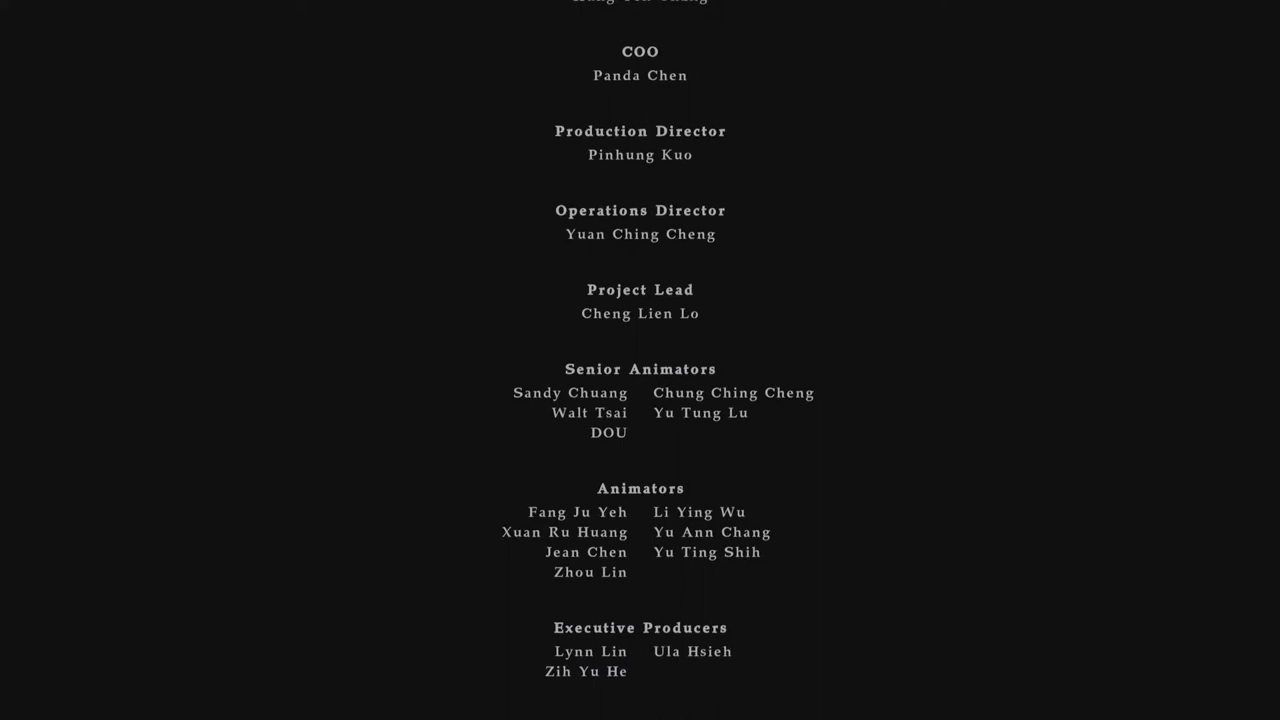 COO
Panda Chen
Production Director
Pinhung Kuo
Operations Director
Yuan Ching Cheng
Project Lead
Cheng Lien Lo
Senior Animators
Sandy Chuang Chung Ching Cheng
Walt Tsai Yu Tung Lu
DOU
Animators
Fang Ju Yeh Li Ying Wu
Xuan Ru Huang Yu Ann Chang
Jean Chen Yu Ting Shih
Zhou Lin
Executive Producers
Lynn Lin Ula Hsieh
Zih Yu He